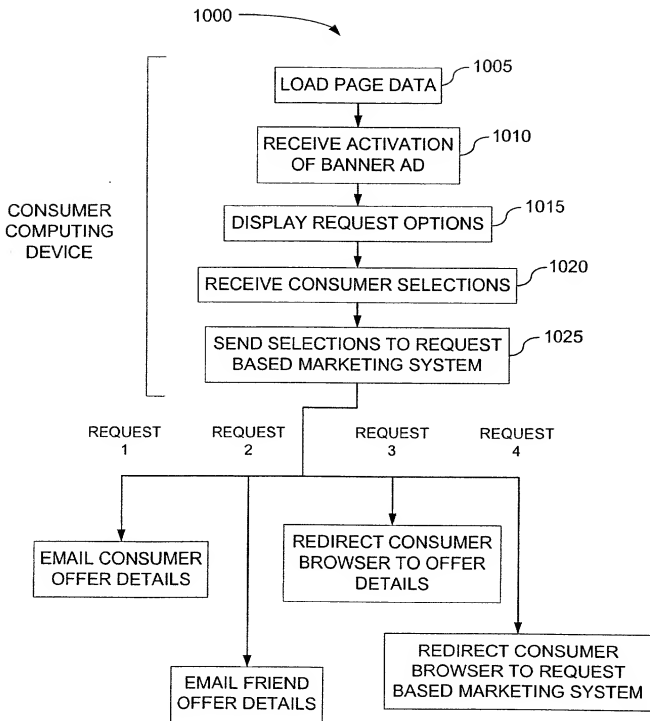 1000
LOAD PAGE DATA
1005
RECEIVE ACTIVATION
OF BANNER AD
1010
CONSUMER
COMPUTING
DEVICE
DISPLAY REQUEST OPTIONS
1015
RECEIVE CONSUMER SELECTIONS
1020
SEND SELECTIONS TO REQUEST
BASED MARKETING SYSTEM
1025
REQUEST
1
REQUEST
2
REQUEST
3
REQUEST
4
EMAIL CONSUMER
OFFER DETAILS
REDIRECT CONSUMER
BROWSER TO OFFER
DETAILS
EMAIL FRIEND
OFFER DETAILS
REDIRECT CONSUMER
BROWSER TO REQUEST
BASED MARKETING SYSTEM